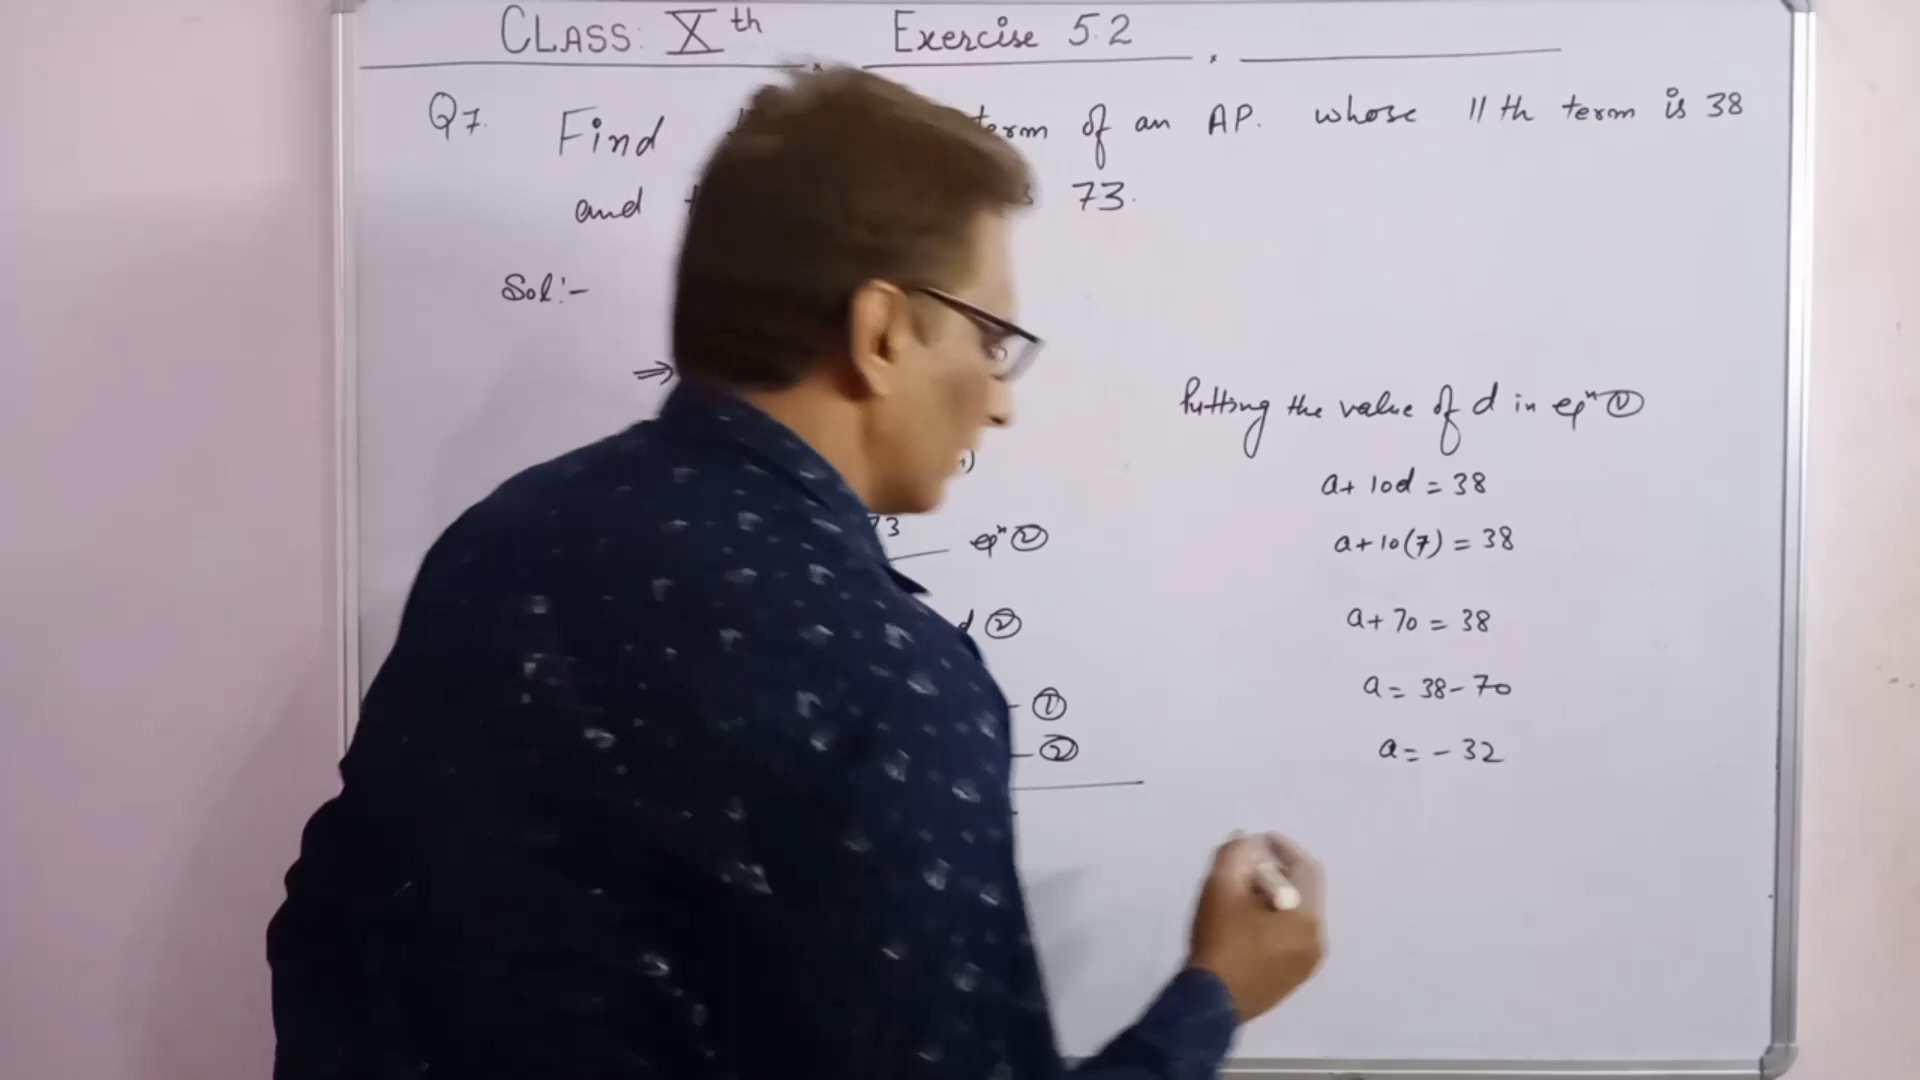 CLASS: Xth Exercise 5.2
Q7. Find term of an AP. whose 11th term is 38
and 73.
Sol:-
⇒
73 eqn ②
②
①
②
Putting the value of d in eqn ①
a + 10d = 38
a + 10(7) = 38
a + 70 = 38
a = 38 - 70
a = - 32